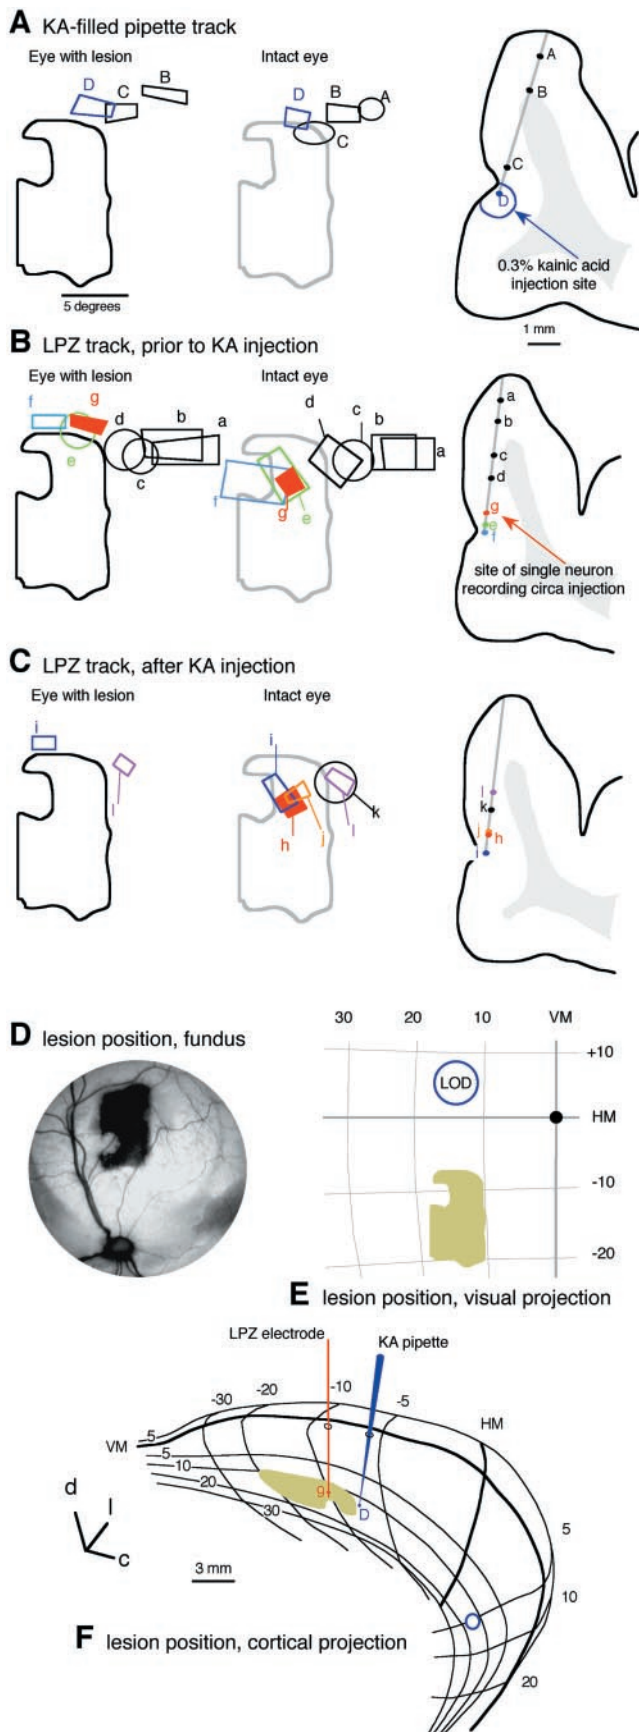 A KA-filled pipette track
Eye with lesion
Intact eye
D
C
B
D
B
A
C
A
B
C
D
0.3% kainic acid
injection site
5 degrees
1 mm
B LPZ track, prior to KA injection
Eye with lesion
Intact eye
f
g
e
d
c
b
a
d
c
b
a
f
g
e
a
b
c
d
g
e
f
site of single neuron
recording circa injection
C LPZ track, after KA injection
Eye with lesion
Intact eye
i
l
i
h
j
l
k
l
k
j
h
i
D lesion position, fundus
30 20 10 VM
+10
LOD
HM
-10
-20
E lesion position, visual projection
LPZ electrode
KA pipette
-30
-20
-10
-5
HM
VM
5
5
10
20
30
0
0
g
D
d
l
c
3 mm
5
10
20
F lesion position, cortical projection